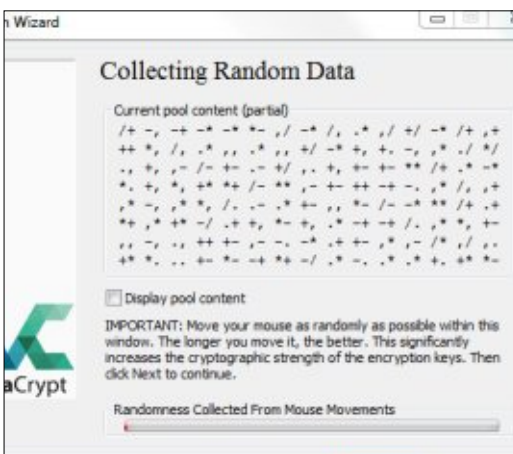 n Wizard
Collecting Random Data
Current pool content (partial)
/+ -, -+ -* -* *- ,/ -* /, .* ,/ +/ -* /+ ,+
++ *, /, .* ,, .* ,, +/ -* +, +. -, ,* ./ */
., +, ,- /- +- .- +/ ,. +, +- +- ** /+ .* -*
*. +, *, +* *+ /- ** ,- +- ++ -+ -. ,* /, ,+
,* -, ,* *, /. .- .* +- ,, *- /- -* ** /+ .+
*+ ,* +* -/ .+ +, *- +, .* -+ -+ /. ,* *, +-
,, -, ., ++ +- ,- -. -* .+ +- ,* ,- /* ,/ ,.
+* *. .. +- *- -+ *+ -/ .* -. .* .* +. +* *-
Display pool content
IMPORTANT: Move your mouse as randomly as possible within this
window. The longer you move it, the better. This significantly
increases the cryptographic strength of the encryption keys. Then
click Next to continue.
aCrypt
Randomness Collected From Mouse Movements